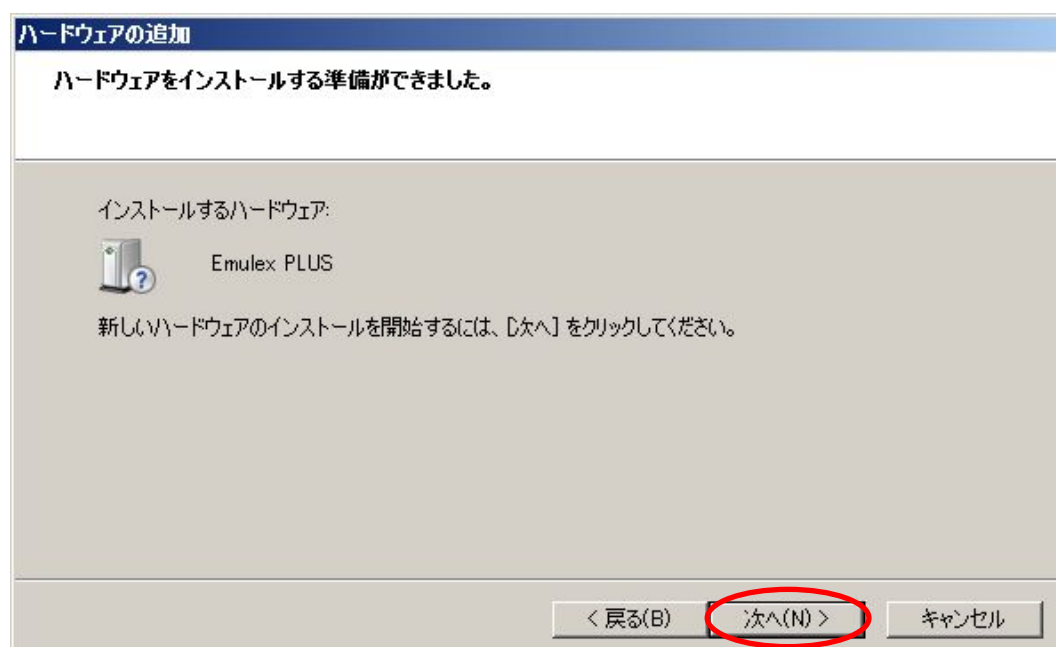 ハードウェアの追加
ハードウェアをインストールする準備ができました。
インストールするハードウェア:
Emulex PLUS
新しいハードウェアのインストールを開始するには、[次へ] をクリックしてください。
< 戻る(B)
次へ(N) >
キャンセル